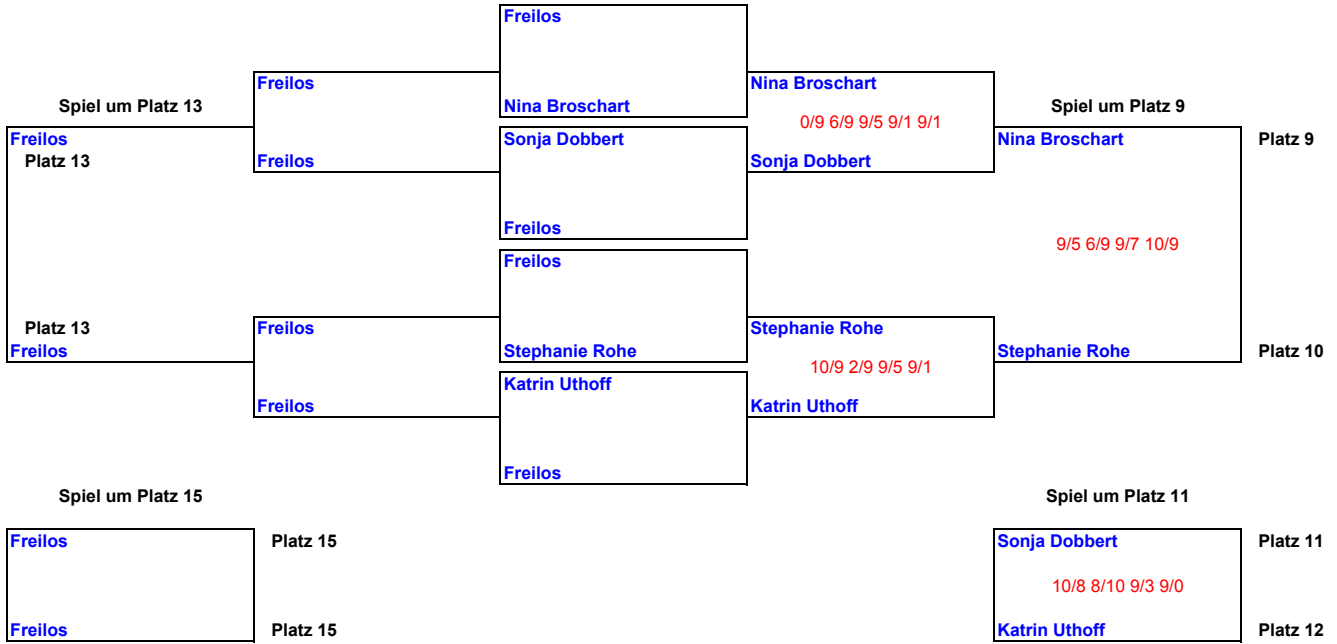 Freilos
Freilos
Nina Broschart
Spiel um Platz 13
Nina Broschart
0/9 6/9 9/5 9/1 9/1
Spiel um Platz 9
Freilos
Platz 13
Freilos
Sonja Dobbert
Sonja Dobbert
Nina Broschart
Platz 9
Freilos
9/5 6/9 9/7 10/9
Freilos
Platz 13
Freilos
Freilos
Stephanie Rohe
Stephanie Rohe
10/9 2/9 9/5 9/1
Stephanie Rohe
Platz 10
Freilos
Katrin Uthoff
Katrin Uthoff
Freilos
Spiel um Platz 15
Spiel um Platz 11
Freilos
Platz 15
Sonja Dobbert
Platz 11
10/8 8/10 9/3 9/0
Freilos
Platz 15
Katrin Uthoff
Platz 12